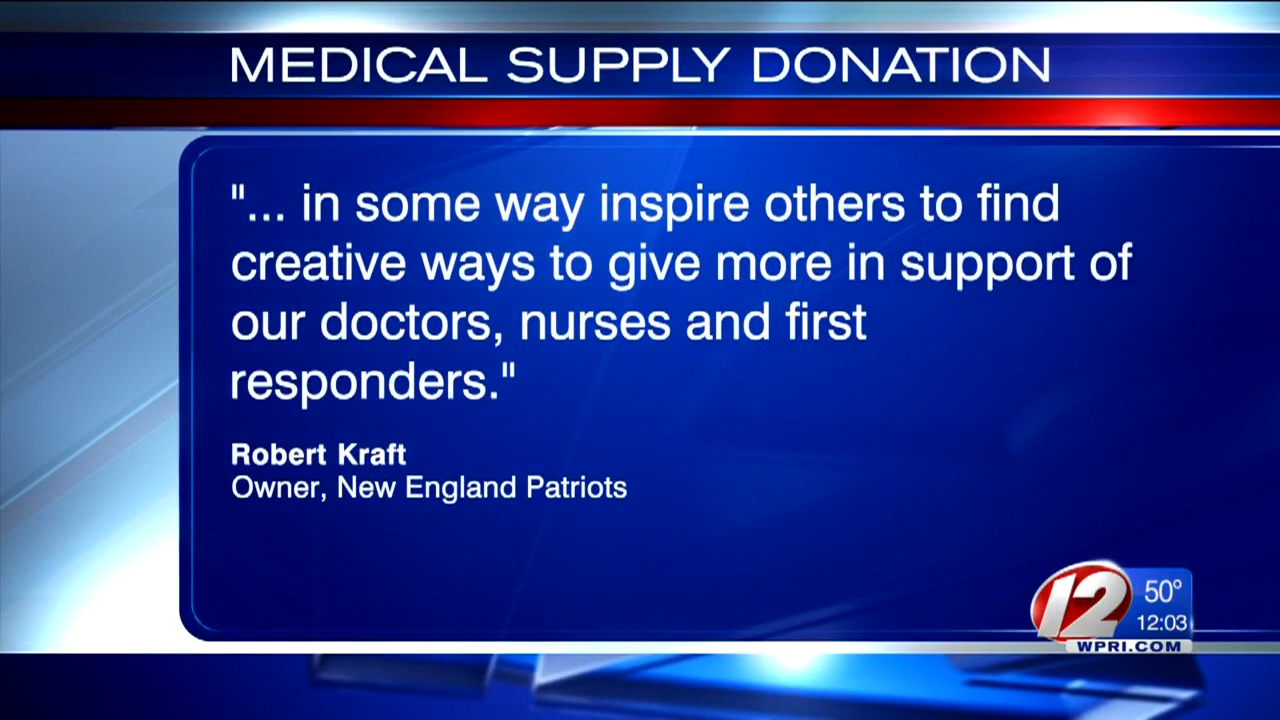 MEDICAL SUPPLY DONATION
"... in some way inspire others to find
creative ways to give more in support of
our doctors, nurses and first
responders."
Robert Kraft
Owner, New England Patriots
12
50°
12:03
WPRI.COM